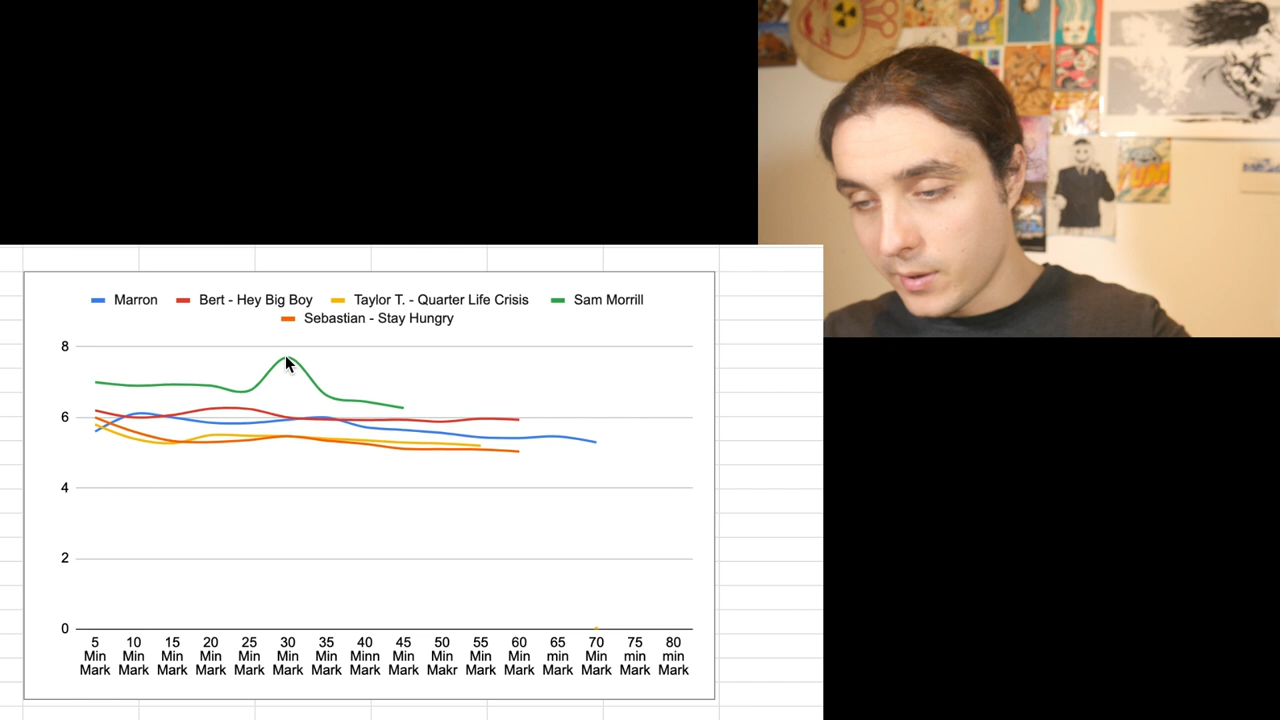 Marron Bert - Hey Big Boy Taylor T. - Quarter Life Crisis Sam Morrill
Sebastian - Stay Hungry
8
6
4
2
0
5 10 15 20 25 30 35 40 45 50 55 60 65 70 75 80
Min Min Min Min Min Min Min Minn Min Min Min Min min Min min min
Mark Mark Mark Mark Mark Mark Mark Mark Mark Makr Mark Mark Mark Mark Mark Mark
YUM